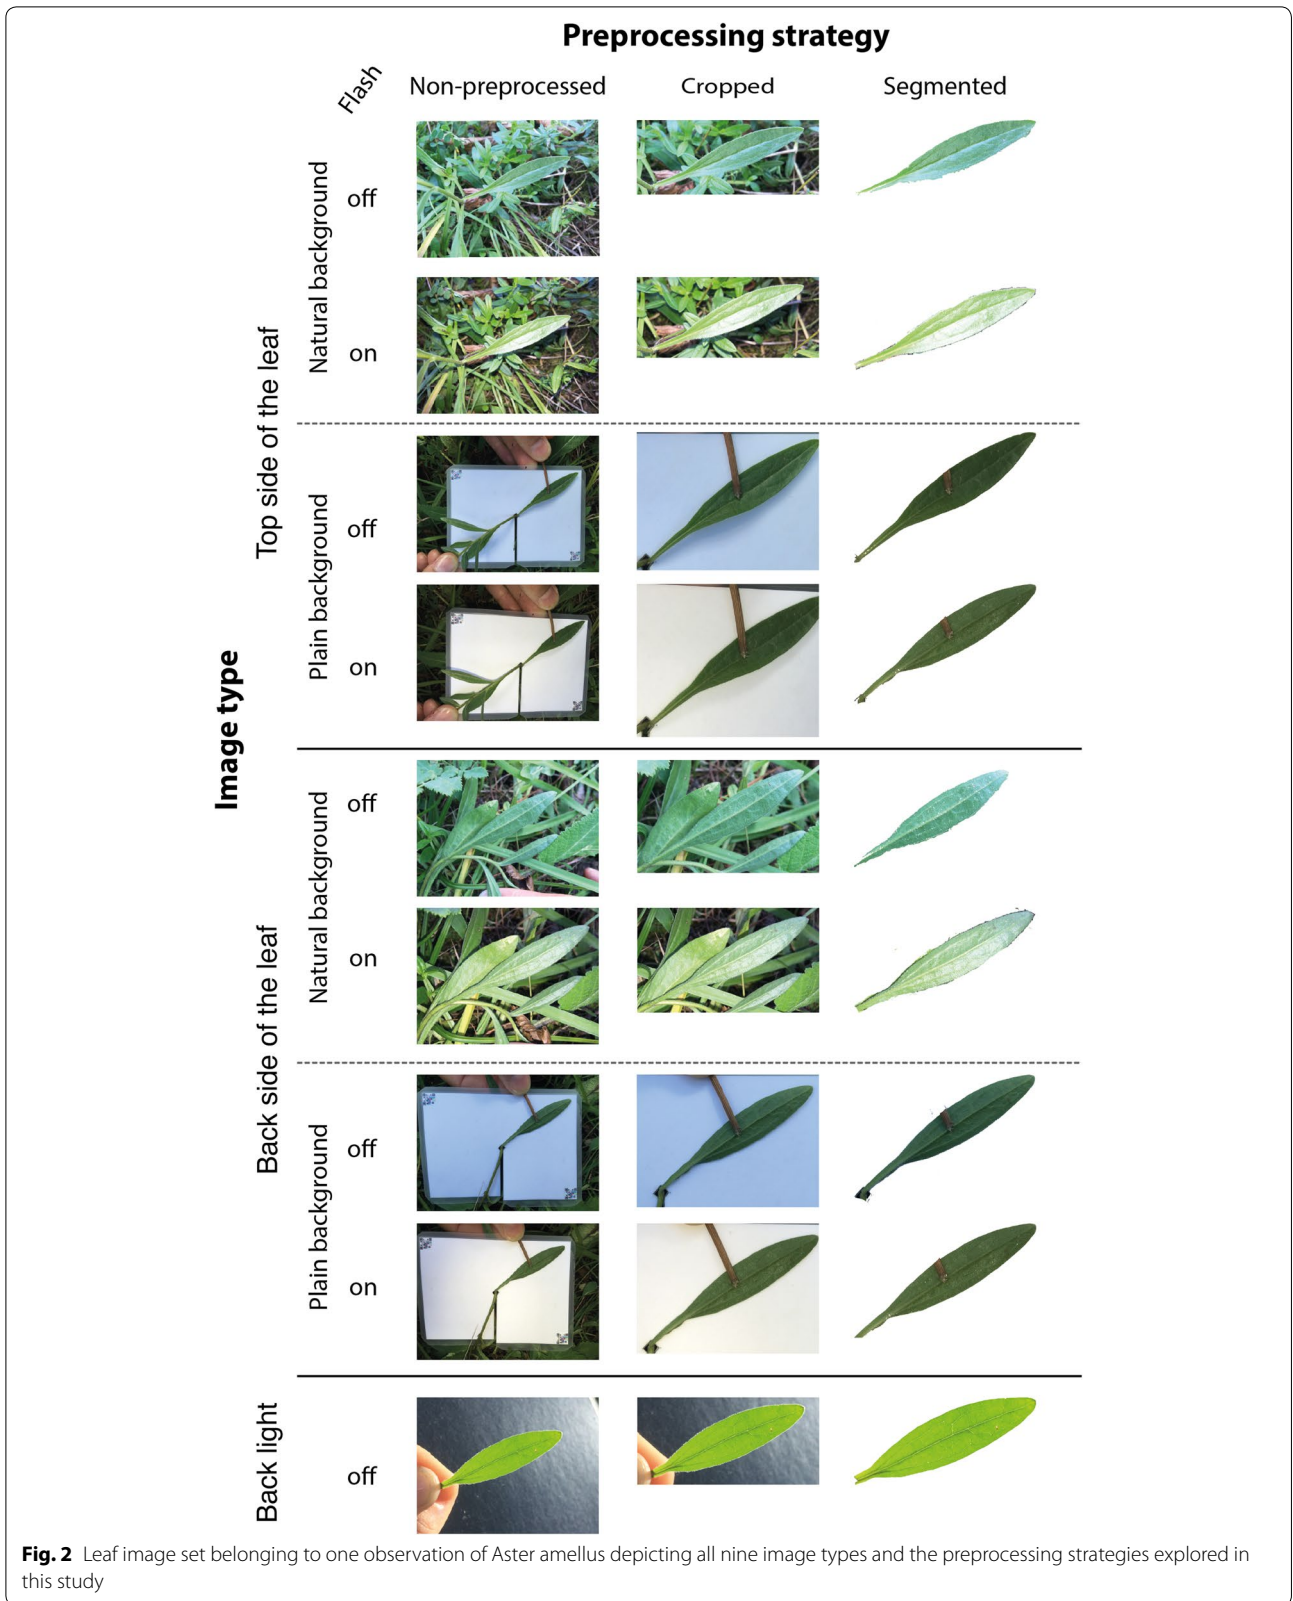 Preprocessing strategy
Flash
Non-preprocessed
Cropped
Segmented
Image type
Top side of the leaf
Natural background
off
on
Plain background
off
on
Back side of the leaf
Natural background
off
on
Plain background
off
on
Back light
off
Fig. 2 Leaf image set belonging to one observation of Aster amellus depicting all nine image types and the preprocessing strategies explored in
this study